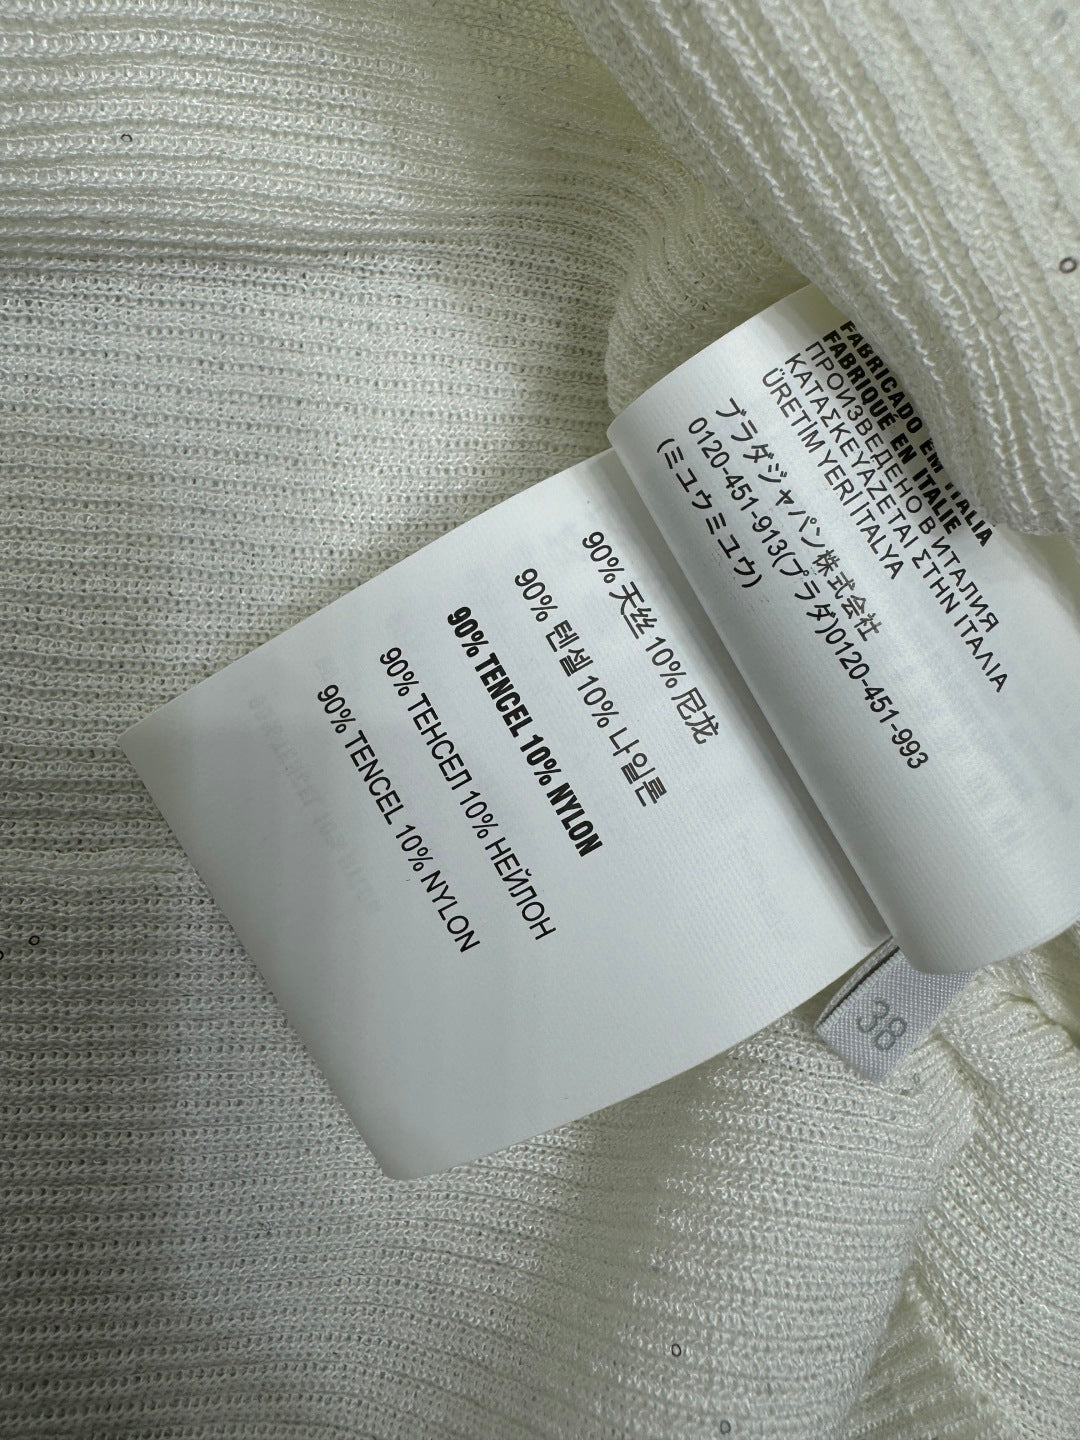 FABRICADO EM ITALIA
FABRIQUÉ EN ITALIE
ПРОИЗВЕДЕНО В ИТАЛИЯ
ΚΑΤΑΣΚΕΥΑΖΕΤΑΙ ΣΤΗΝ ΙΤΑΛΙΑ
ÜRETİM YERİ İTALYA
プラダジャパン株式会社
0120-451-913(プラダ)0120-451-993
(ミュウミュウ)
90% 天丝 10% 尼龙
90% 텐셀 10% 나일론
90% TENCEL 10% NYLON
90% ТЕНСЕЛ 10% НЕЙЛОН
90% TENCEL 10% NYLON
38